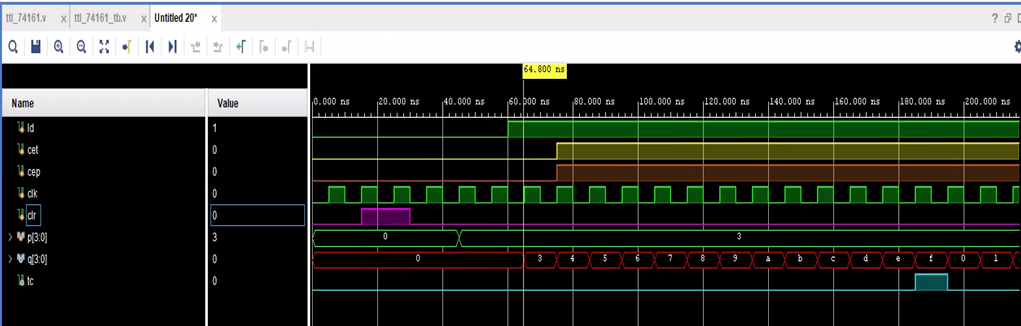 ttl_74161.v x ttl_74161_tb.v x Untitled 20* x
64.800 ns
Name Value 0.000 ns 20.000 ns 40.000 ns 60.000 ns 80.000 ns 100.000 ns 120.000 ns 140.000 ns 160.000 ns 180.000 ns 200.000 ns
ld 1
cet 0
cep 0
clk 0
clr 0
p[3:0] 3 0 3
q[3:0] 0 0 3 4 5 6 7 8 9 a b c d e f 0 1
tc 0